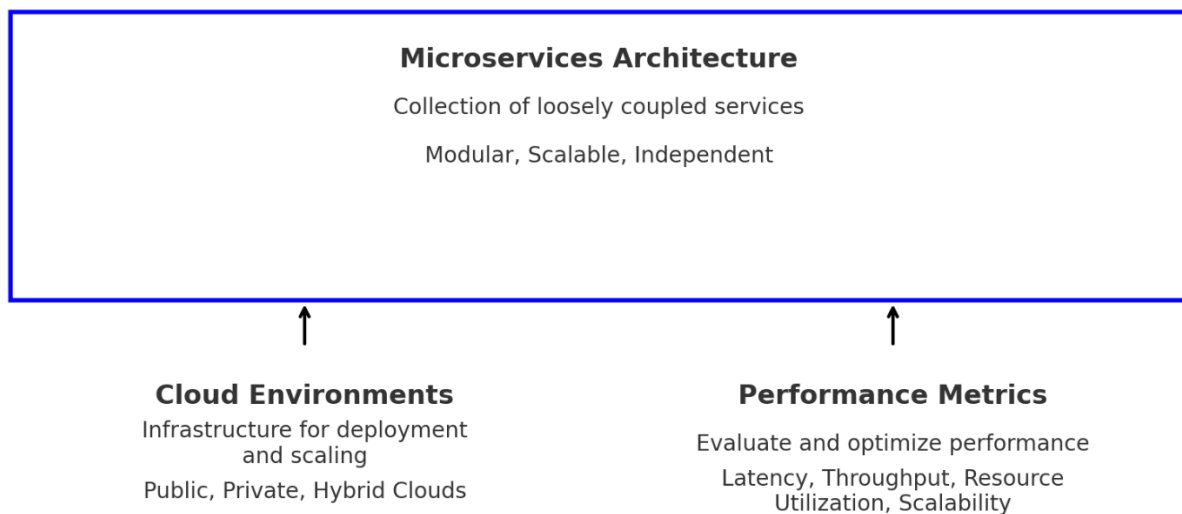 Microservices Architecture
Collection of loosely coupled services
Modular, Scalable, Independent
Cloud Environments
Infrastructure for deployment
and scaling
Public, Private, Hybrid Clouds
Performance Metrics
Evaluate and optimize performance
Latency, Throughput, Resource
Utilization, Scalability